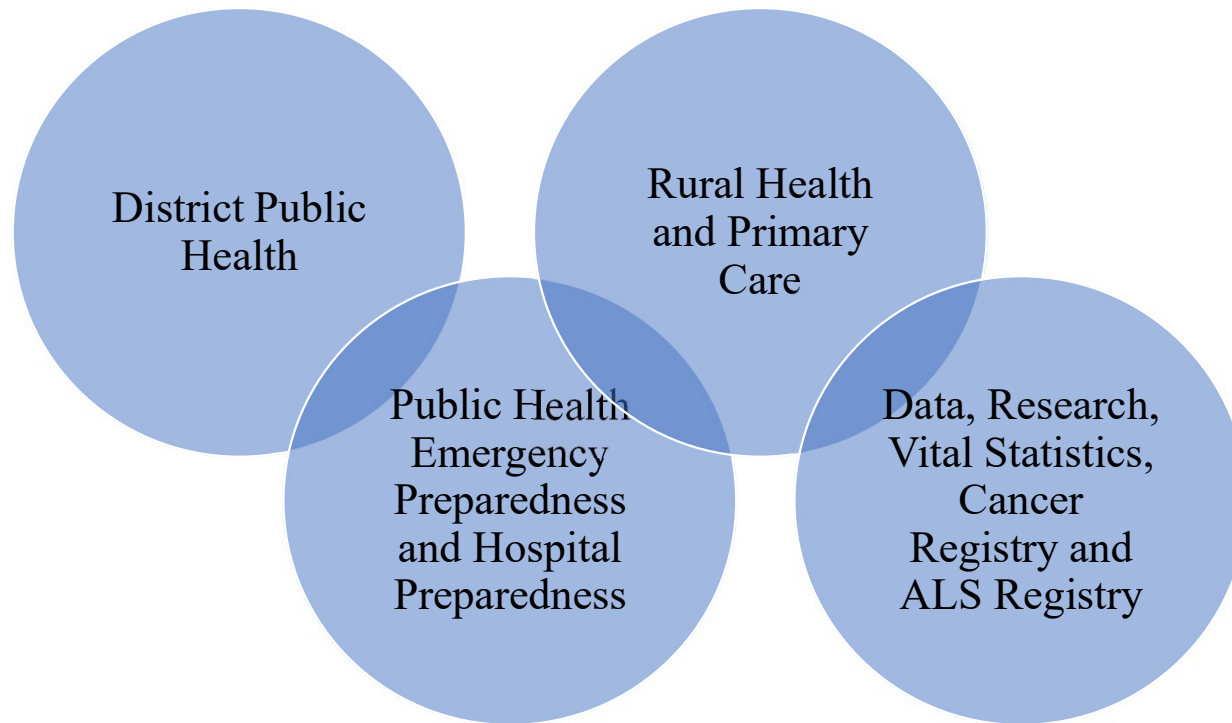 District Public
Health
Rural Health
and Primary
Care
Public Health
Emergency
Preparedness
and Hospital
Preparedness
Data, Research,
Vital Statistics,
Cancer
Registry and
ALS Registry